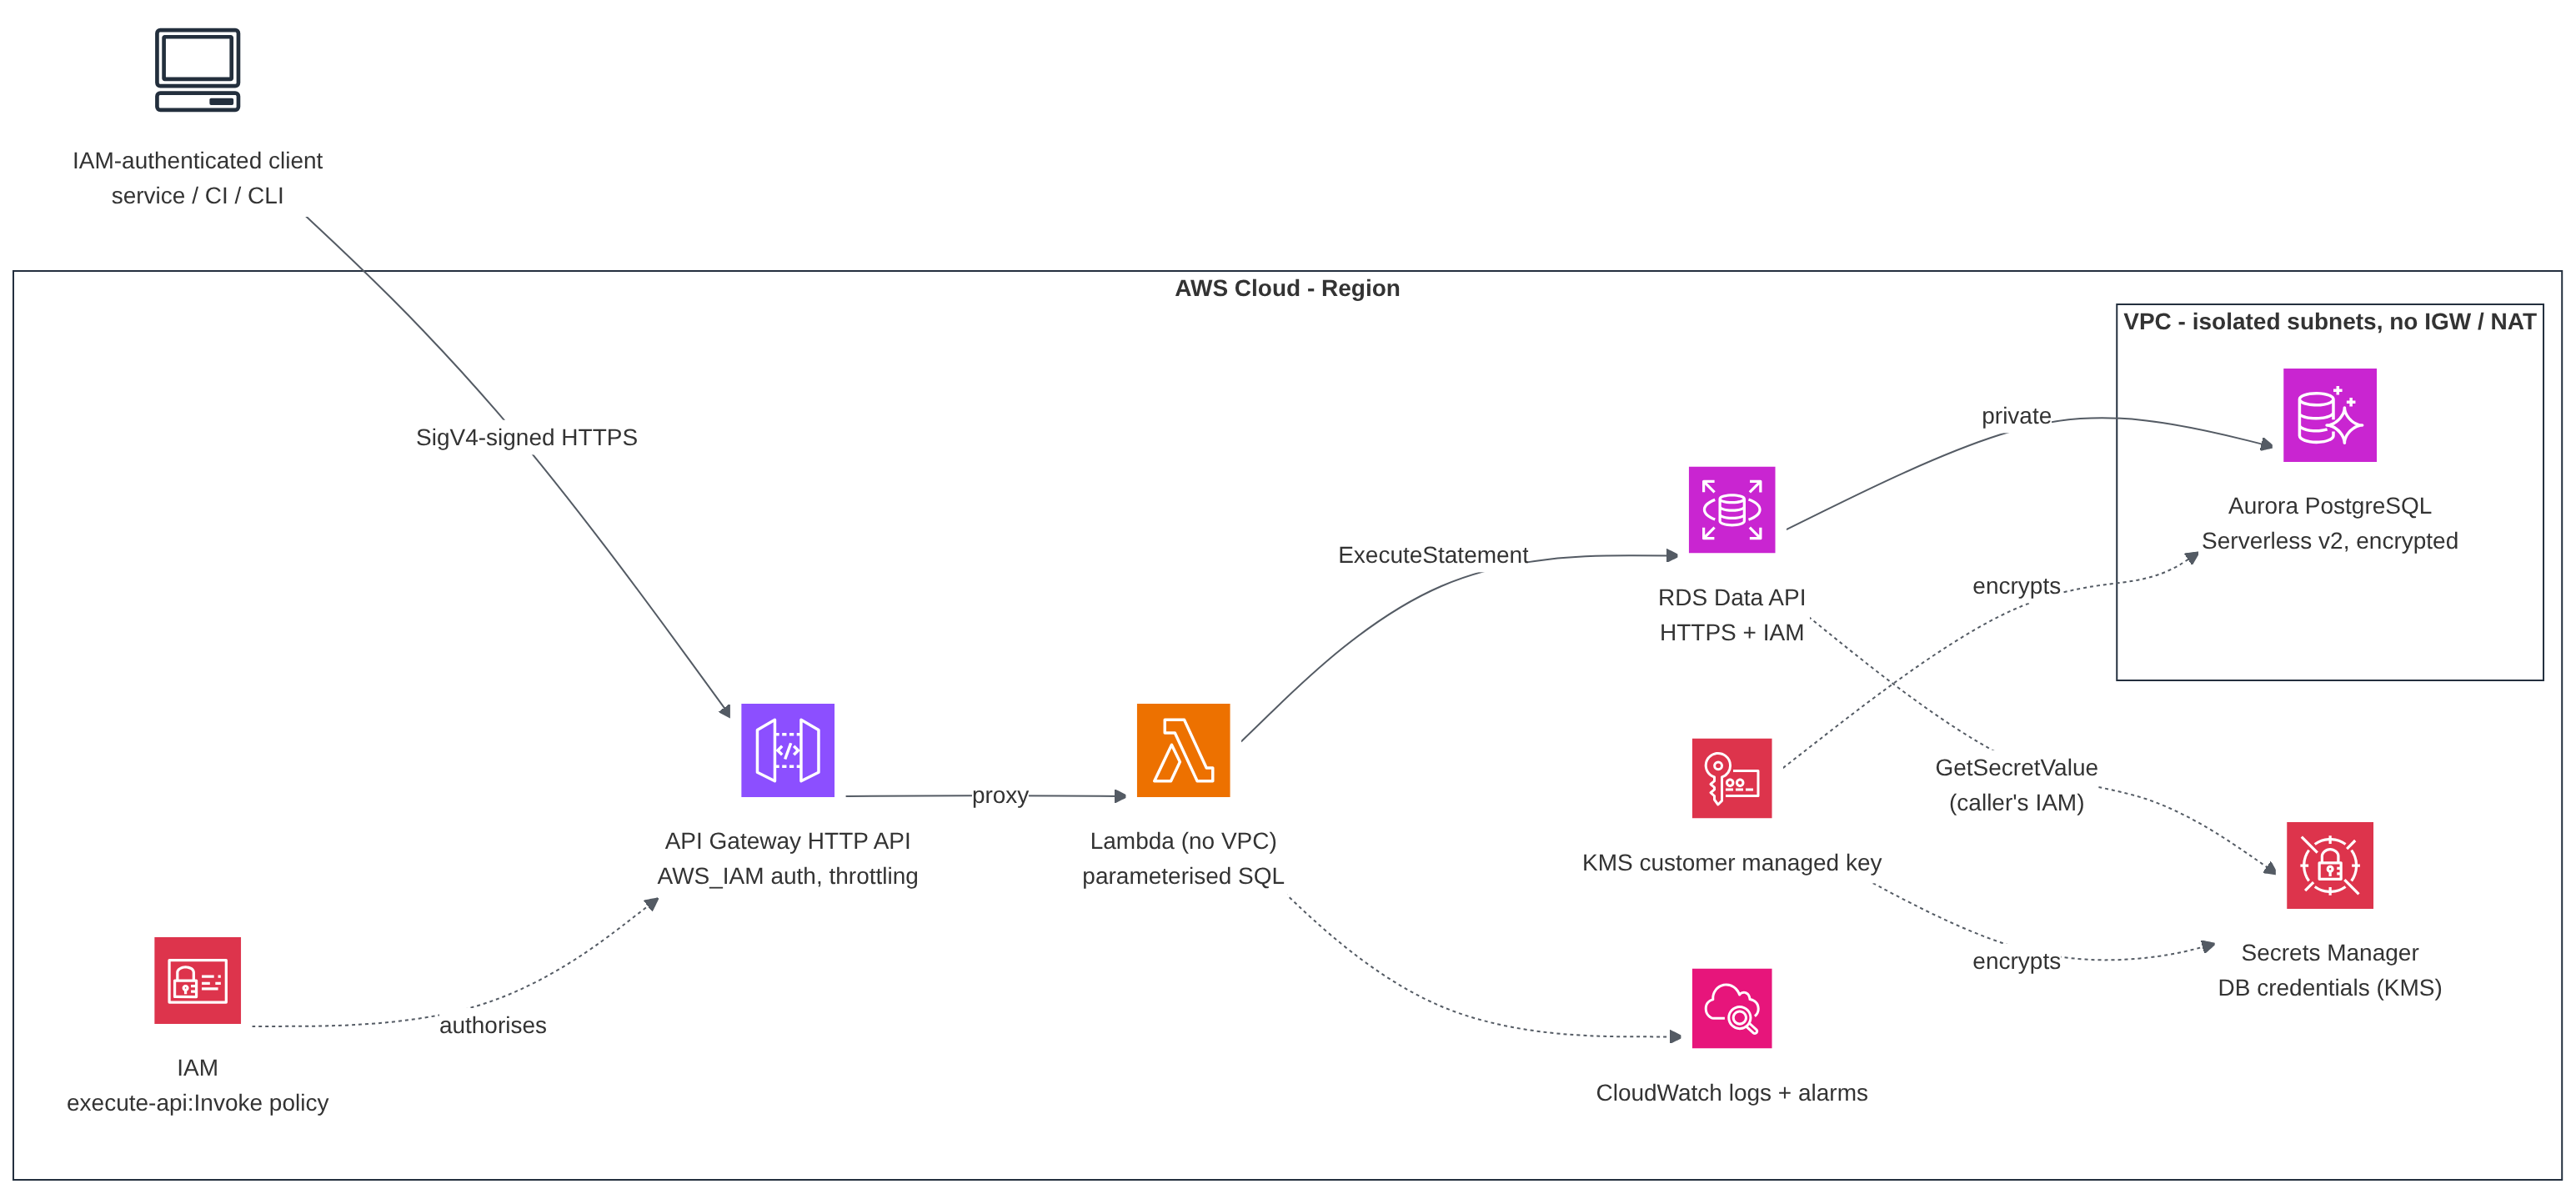 IAM-authenticated client
service / CI / CLI
AWS Cloud - Region
VPC - isolated subnets, no IGW / NAT
SigV4-signed HTTPS
private
Aurora PostgreSQL
Serverless v2, encrypted
ExecuteStatement
RDS Data API
HTTPS + IAM
encrypts
GetSecretValue
(caller's IAM)
proxy
API Gateway HTTP API
AWS_IAM auth, throttling
Lambda (no VPC)
parameterised SQL
KMS customer managed key
encrypts
Secrets Manager
DB credentials (KMS)
authorises
IAM
execute-api:Invoke policy
CloudWatch logs + alarms